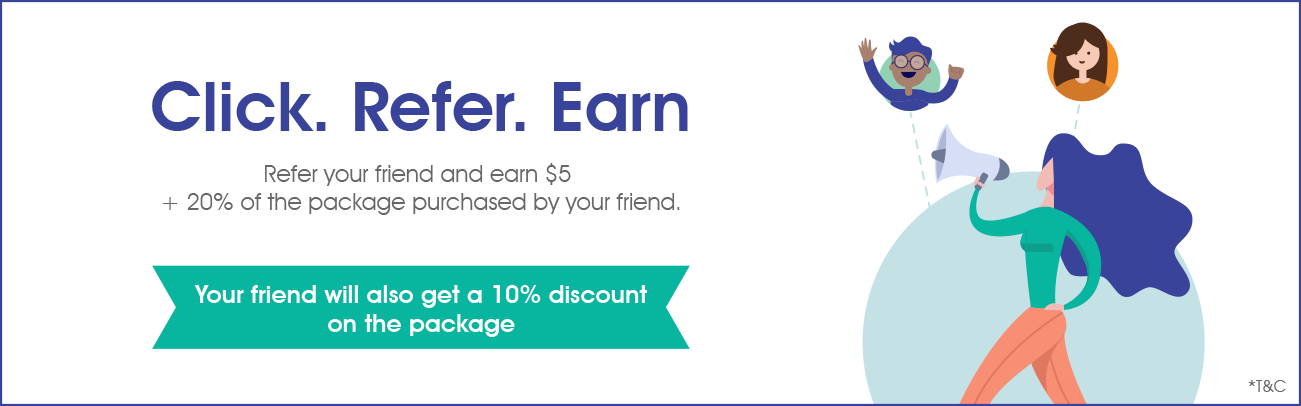 Click. Refer. Earn
Refer your friend and earn $5
+ 20% of the package purchased by your friend.
Your friend will also get a 10% discount
on the package
*T&C